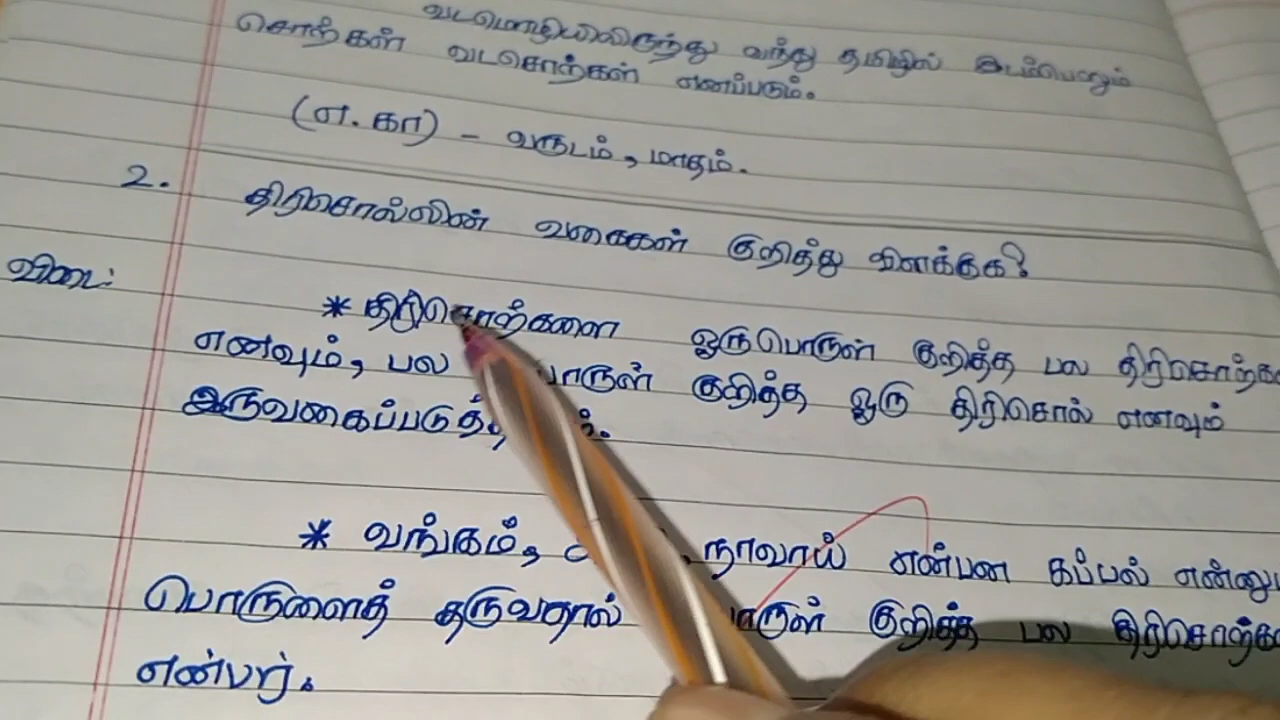 வடமொழியிலிருந்து வந்து தமிழில் இடம்பெறும்
சொற்கள் வடசொற்கள் எனப்படும்.
(எ.கா) - வருடம், மாதம்.
2. திரிசொல்லின் வகைகள் குறித்து விளக்குக?
விடை:
* திரிசொற்களை ஒருபொருள் குறித்த பல திரிசொற்க
எனவும், பல குறித்த ஒரு திரிசொல் எனவும்
இருவகைப்படுத்
* வங்கம், நாவாய் என்பன கப்பல் என்னு
பொருளைத் தருவதால் குறித்த பல திரிசொற்க
என்பர்.